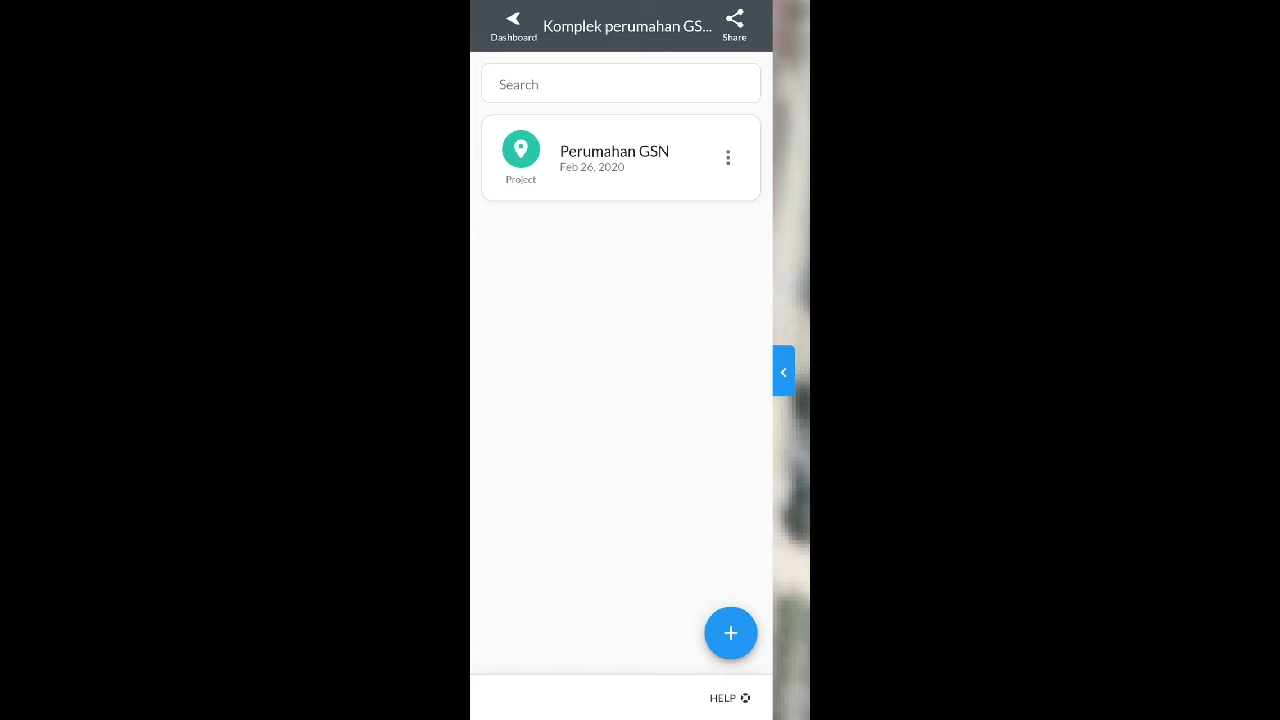 Dashboard
Komplek perumahan GS...
Share
Search
Project
Perumahan GSN
Feb 26, 2020
HELP